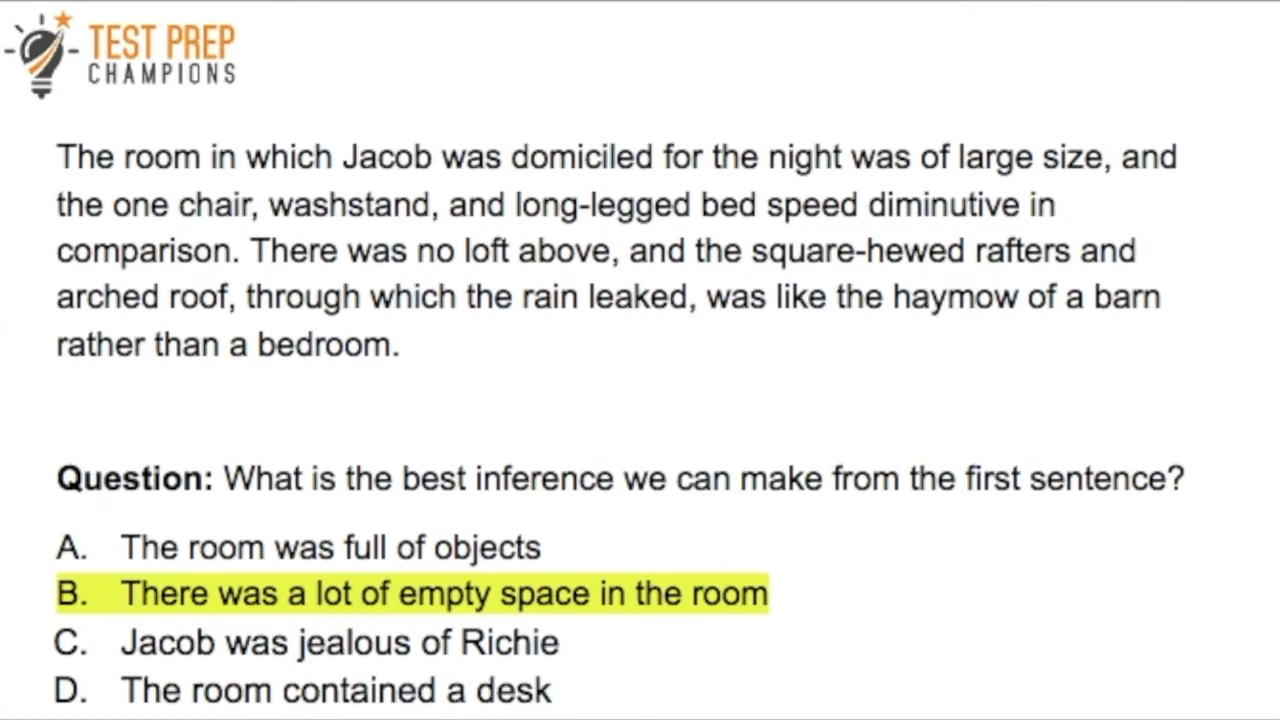 TEST PREP
CHAMPIONS
The room in which Jacob was domiciled for the night was of large size, and
the one chair, washstand, and long-legged bed speed diminutive in
comparison. There was no loft above, and the square-hewed rafters and
arched roof, through which the rain leaked, was like the haymow of a barn
rather than a bedroom.
Question: What is the best inference we can make from the first sentence?
A. The room was full of objects
B. There was a lot of empty space in the room
C. Jacob was jealous of Richie
D. The room contained a desk